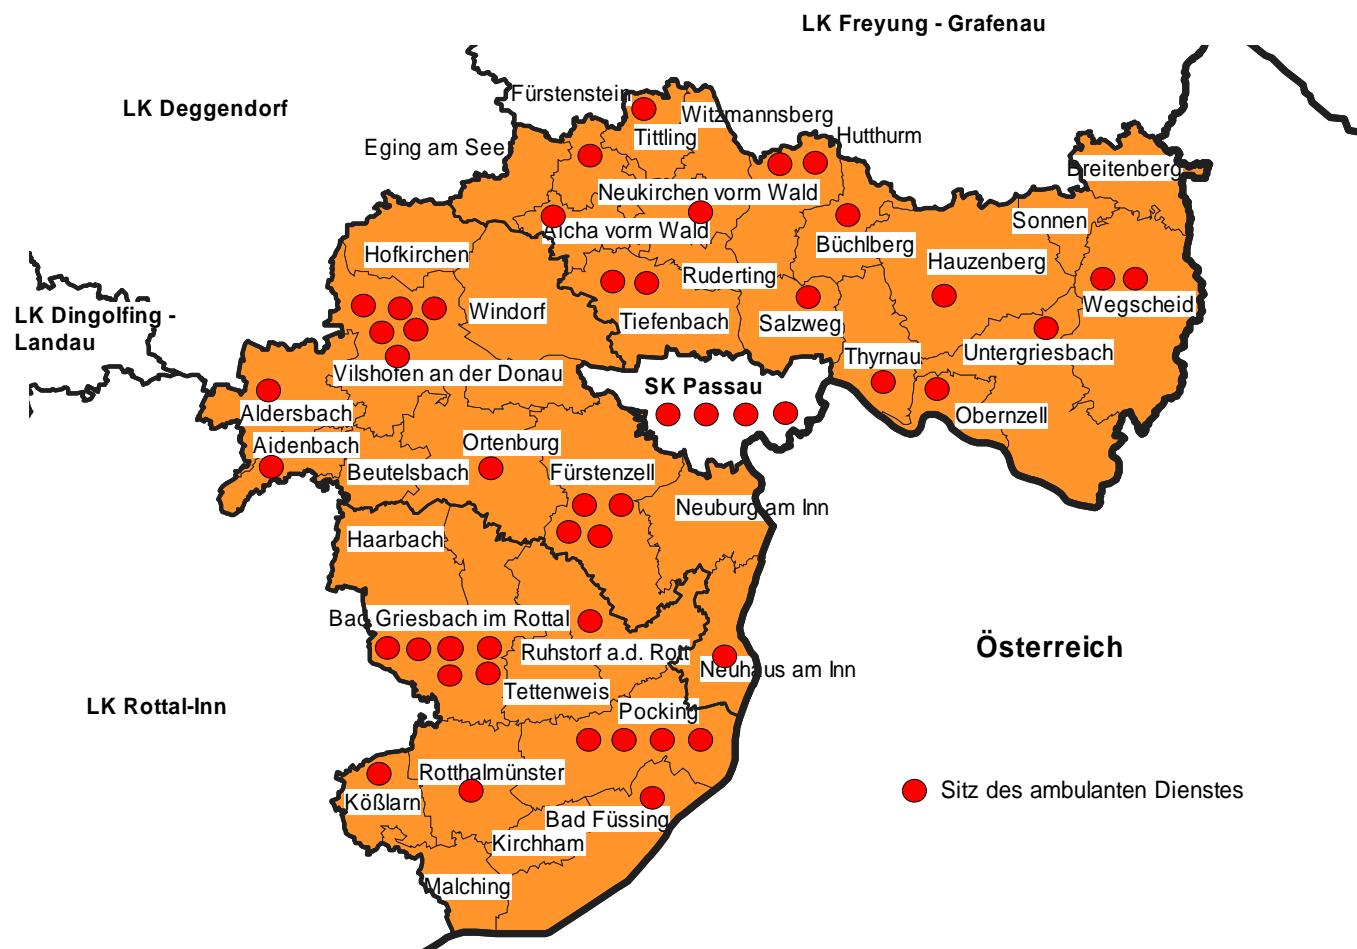 LK Freyung - Grafenau
LK Deggendorf
Fürstenstein
Witzmannsberg
Tittling
Hutthurm
Eging am See
Breitenberg
Neukirchen vorm Wald
Sonnen
Aicha vorm Wald
Büchlberg
Hofkirchen
Hauzenberg
Ruderting
Wegscheid
Windorf
LK Dingolfing -
Landau
Tiefenbach
Salzweg
Untergriesbach
Thyrnau
Vilshofen an der Donau
SK Passau
Aldersbach
Obernzell
Aidenbach
Ortenburg
Beutelsbach
Fürstenzell
Neuburg am Inn
Haarbach
Bad Griesbach im Rottal
Österreich
Ruhstorf a.d. Rott
Neuhaus am Inn
Tettenweis
LK Rottal-Inn
Pocking
Rotthalmünster
Sitz des ambulanten Dienstes
Kößlarn
Bad Füssing
Kirchham
Malching